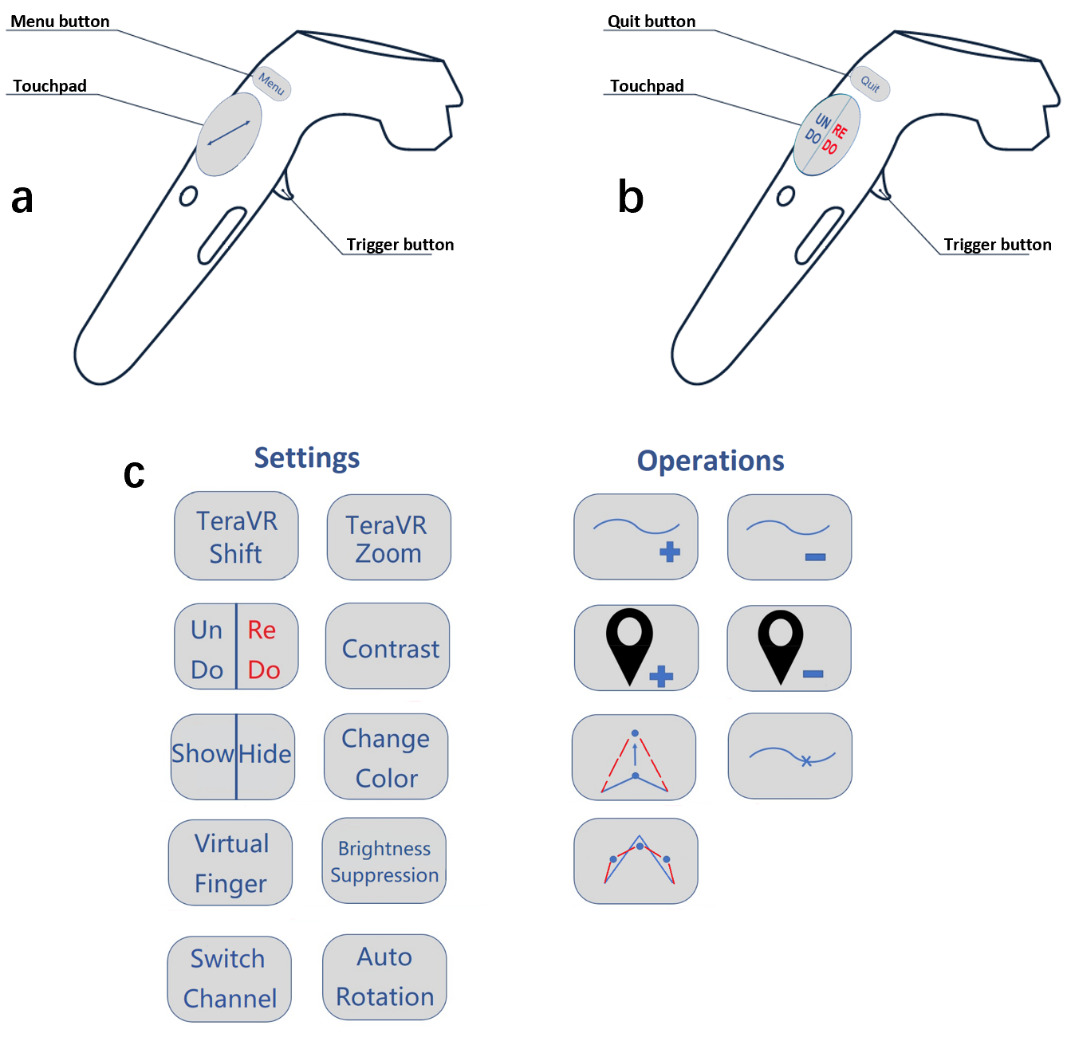 Menu button
Touchpad
Menu
a
Trigger button
Quit button
Touchpad
Quit
UN
DO
RE
DO
b
Trigger button
c
Settings
TeraVR
Shift
TeraVR
Zoom
Un
Do
Re
Do
Contrast
Show
Hide
Change
Color
Virtual
Finger
Brightness
Suppression
Switch
Channel
Auto
Rotation
Operations